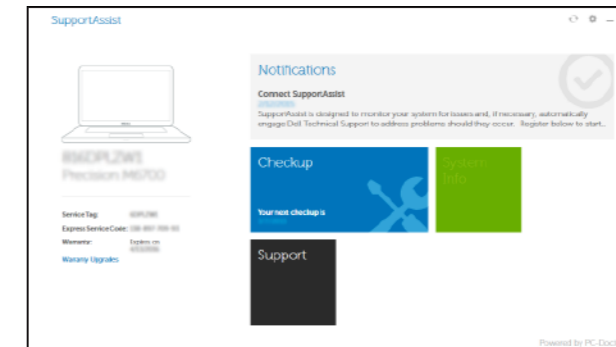 SupportAssist
Notifications
Connect SupportAssist
SupportAssist is designed to monitor your system for issues and, if necessary, automatically
engage Dell Technical Support to address problems should they occur. Register below to start...
Precision M6700
Checkup
System
Info
Your next checkup is
Service Tag:
Express Service Code:
Warranty: Expires on
Warranty Upgrades
Support
Powered by PC-Doc